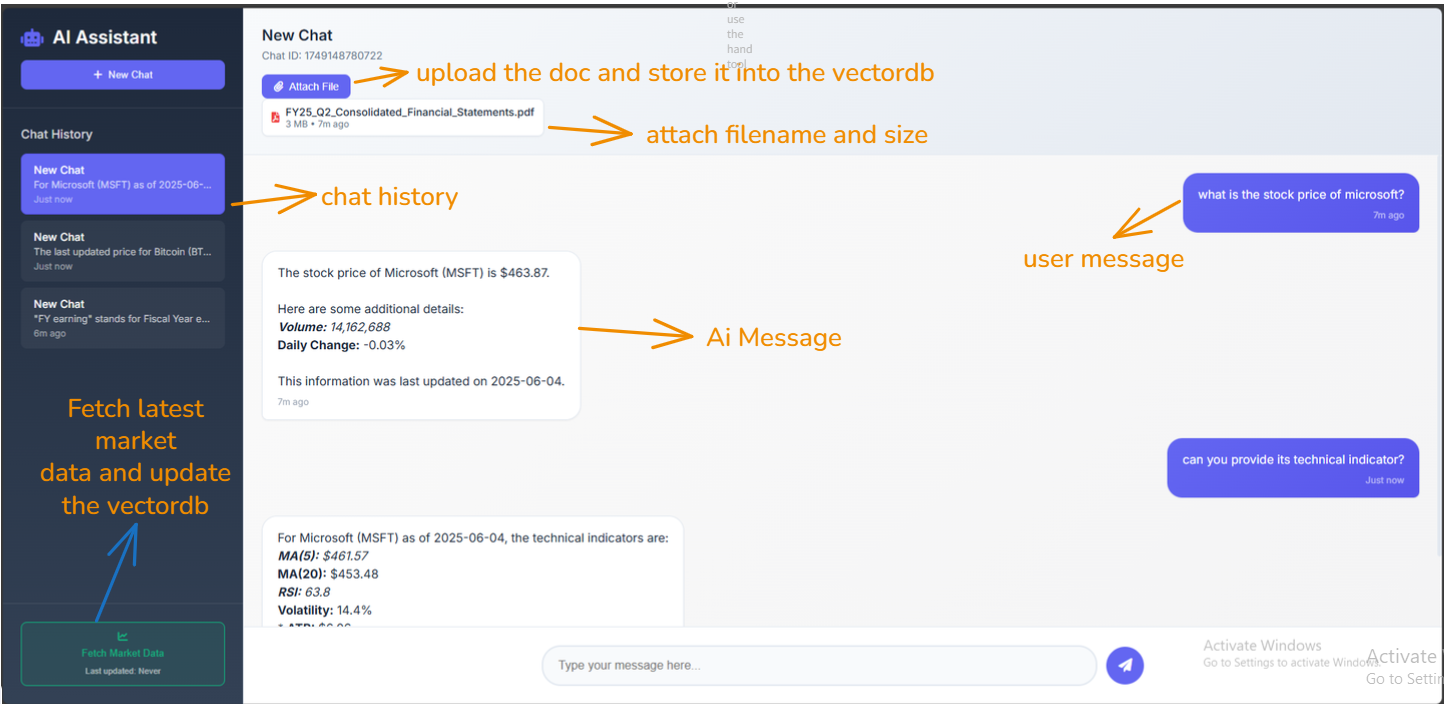 AI Assistant
+ New Chat
Chat History
New Chat
For Microsoft (MSFT) as of 2025-06-...
Just now
New Chat
The last updated price for Bitcoin (BT...
Just now
New Chat
*FY earning* stands for Fiscal Year e...
6m ago
Fetch latest
market
data and update
the vectordb
Fetch Market Data
Last updated: Never
or
use
the
hand
tool
New Chat
Chat ID: 1749148780722
Attach File
upload the doc and store it into the vectordb
FY25_Q2_Consolidated_Financial_Statements.pdf
3 MB • 7m ago
attach filename and size
chat history
what is the stock price of microsoft?
7m ago
user message
The stock price of Microsoft (MSFT) is $463.87.
Here are some additional details:
Volume: 14,162,688
Daily Change: -0.03%
This information was last updated on 2025-06-04.
7m ago
Ai Message
can you provide its technical indicator?
Just now
For Microsoft (MSFT) as of 2025-06-04, the technical indicators are:
MA(5): $461.57
MA(20): $453.48
RSI: 63.8
Volatility: 14.4%
Type your message here...
Activate Windows
Go to Settings to activate Windows.
Activate
Go to Settin